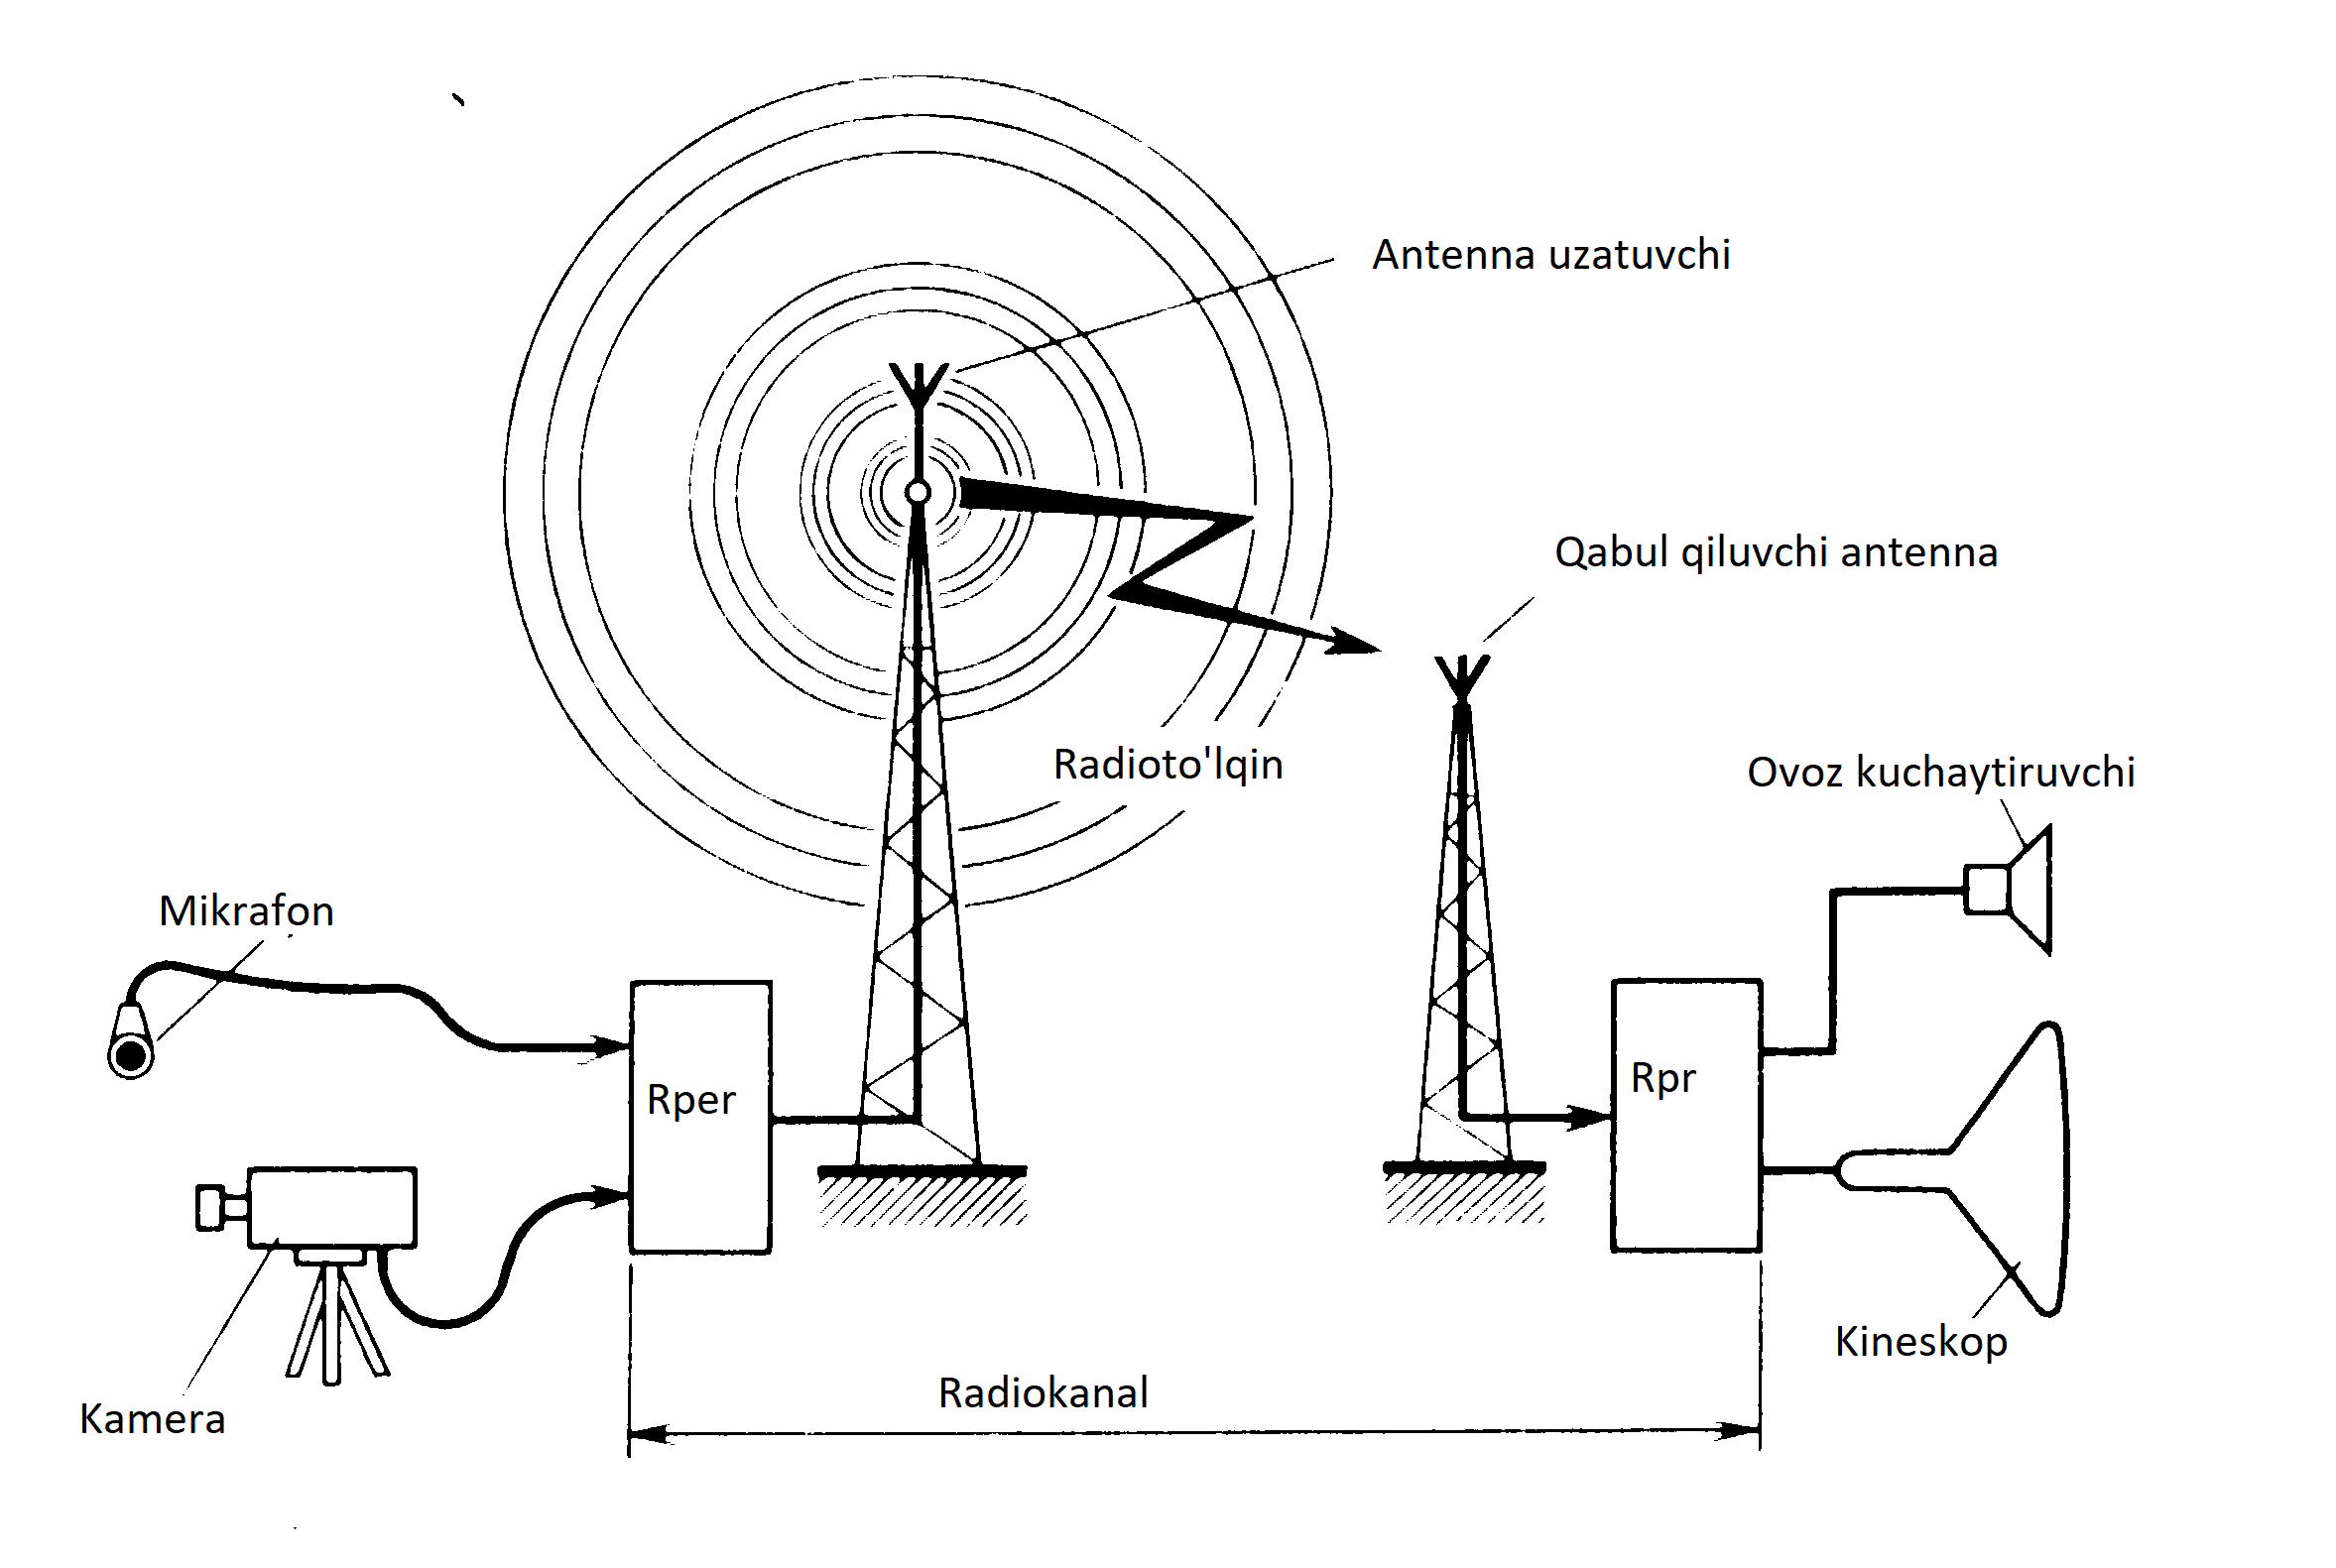 Antenna uzatuvchi
Qabul qiluvchi antenna
Radioto'lqin
Ovoz kuchaytiruvchi
Mikrafon
Rper
Rpr
Kineskop
Radiokanal
Kamera